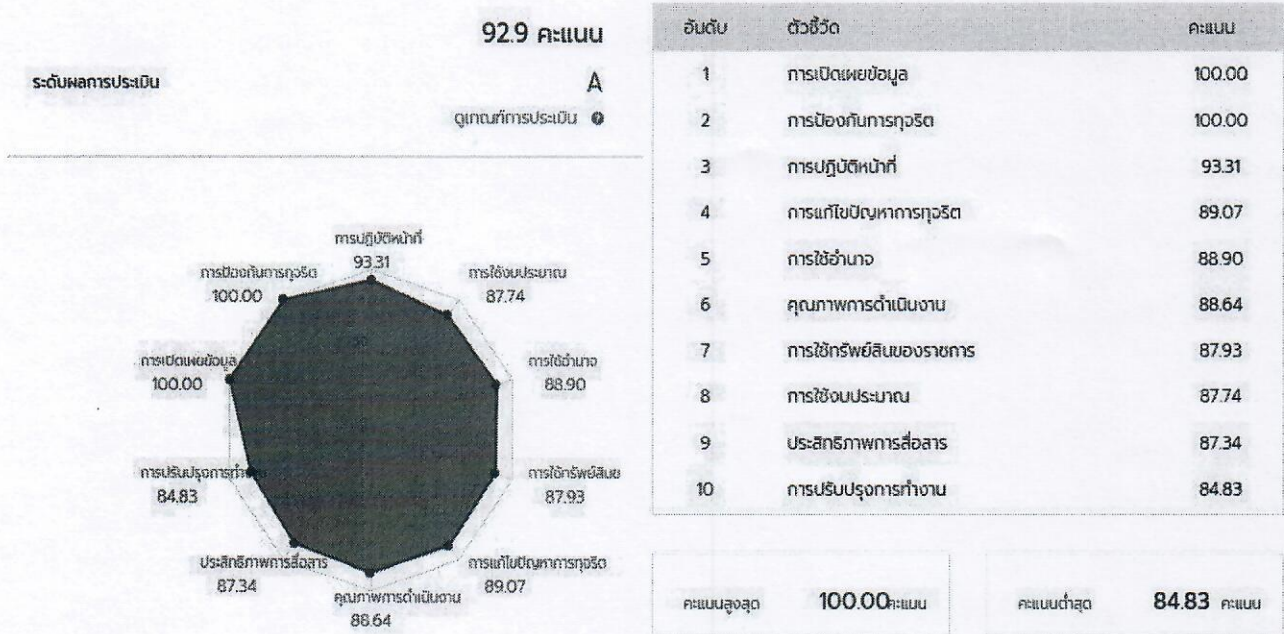 92.9 คะแนน
ระดับผลการประเมิน
A
ดูเกณฑ์การประเมิน
การปฏิบัติหน้าที่
93.31
การป้องกันการทุจริต
100.00
การใช้งบประมาณ
87.74
การเปิดเผยข้อมูล
100.00
การใช้อำนาจ
88.90
การปรับปรุงการทำงาน
84.83
การใช้ทรัพย์สินข
87.93
ประสิทธิภาพการสื่อสาร
87.34
การแก้ไขปัญหาการทุจริต
89.07
คุณภาพการดำเนินงาน
88.64
อันดับ ตัวชี้วัด คะแนน
1 การเปิดเผยข้อมูล 100.00
2 การป้องกันการทุจริต 100.00
3 การปฏิบัติหน้าที่ 93.31
4 การแก้ไขปัญหาการทุจริต 89.07
5 การใช้อำนาจ 88.90
6 คุณภาพการดำเนินงาน 88.64
7 การใช้ทรัพย์สินของราชการ 87.93
8 การใช้งบประมาณ 87.74
9 ประสิทธิภาพการสื่อสาร 87.34
10 การปรับปรุงการทำงาน 84.83
คะแนนสูงสุด 100.00 คะแนน
คะแนนต่ำสุด 84.83 คะแนน